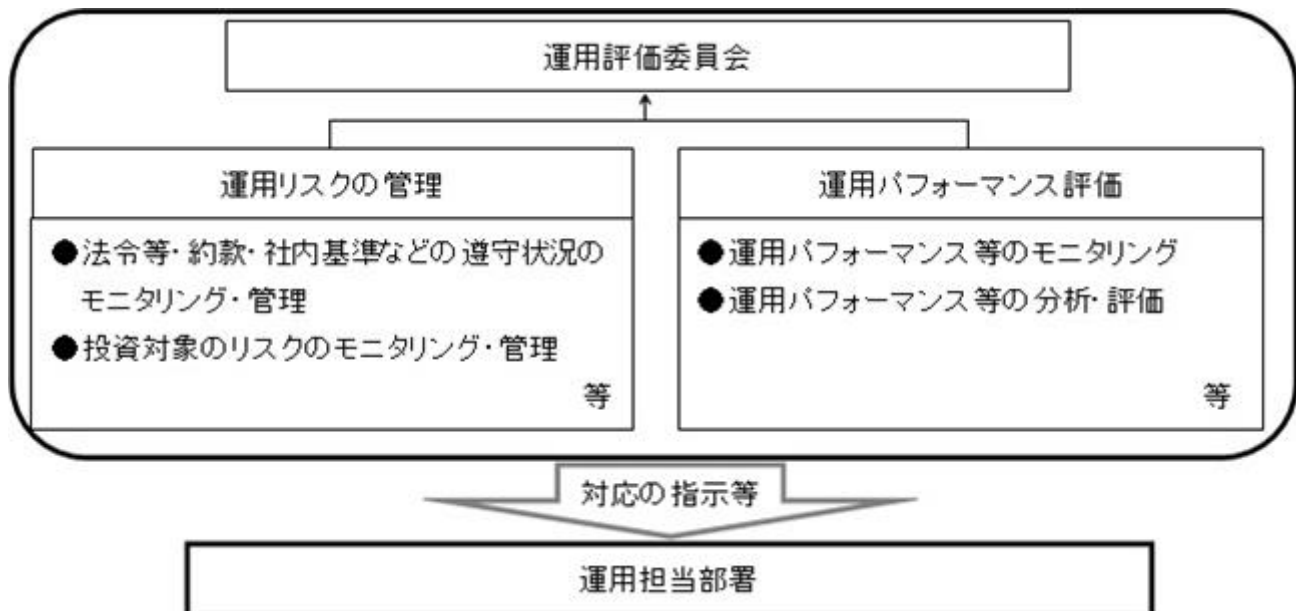 運用評価委員会
運用リスクの管理
●法令等・約款・社内基準などの遵守状況の
モニタリング・管理
●投資対象のリスクのモニタリング・管理
等
運用パフォーマンス評価
●運用パフォーマンス等のモニタリング
●運用パフォーマンス等の分析・評価
等
対応の指示等
運用担当部署